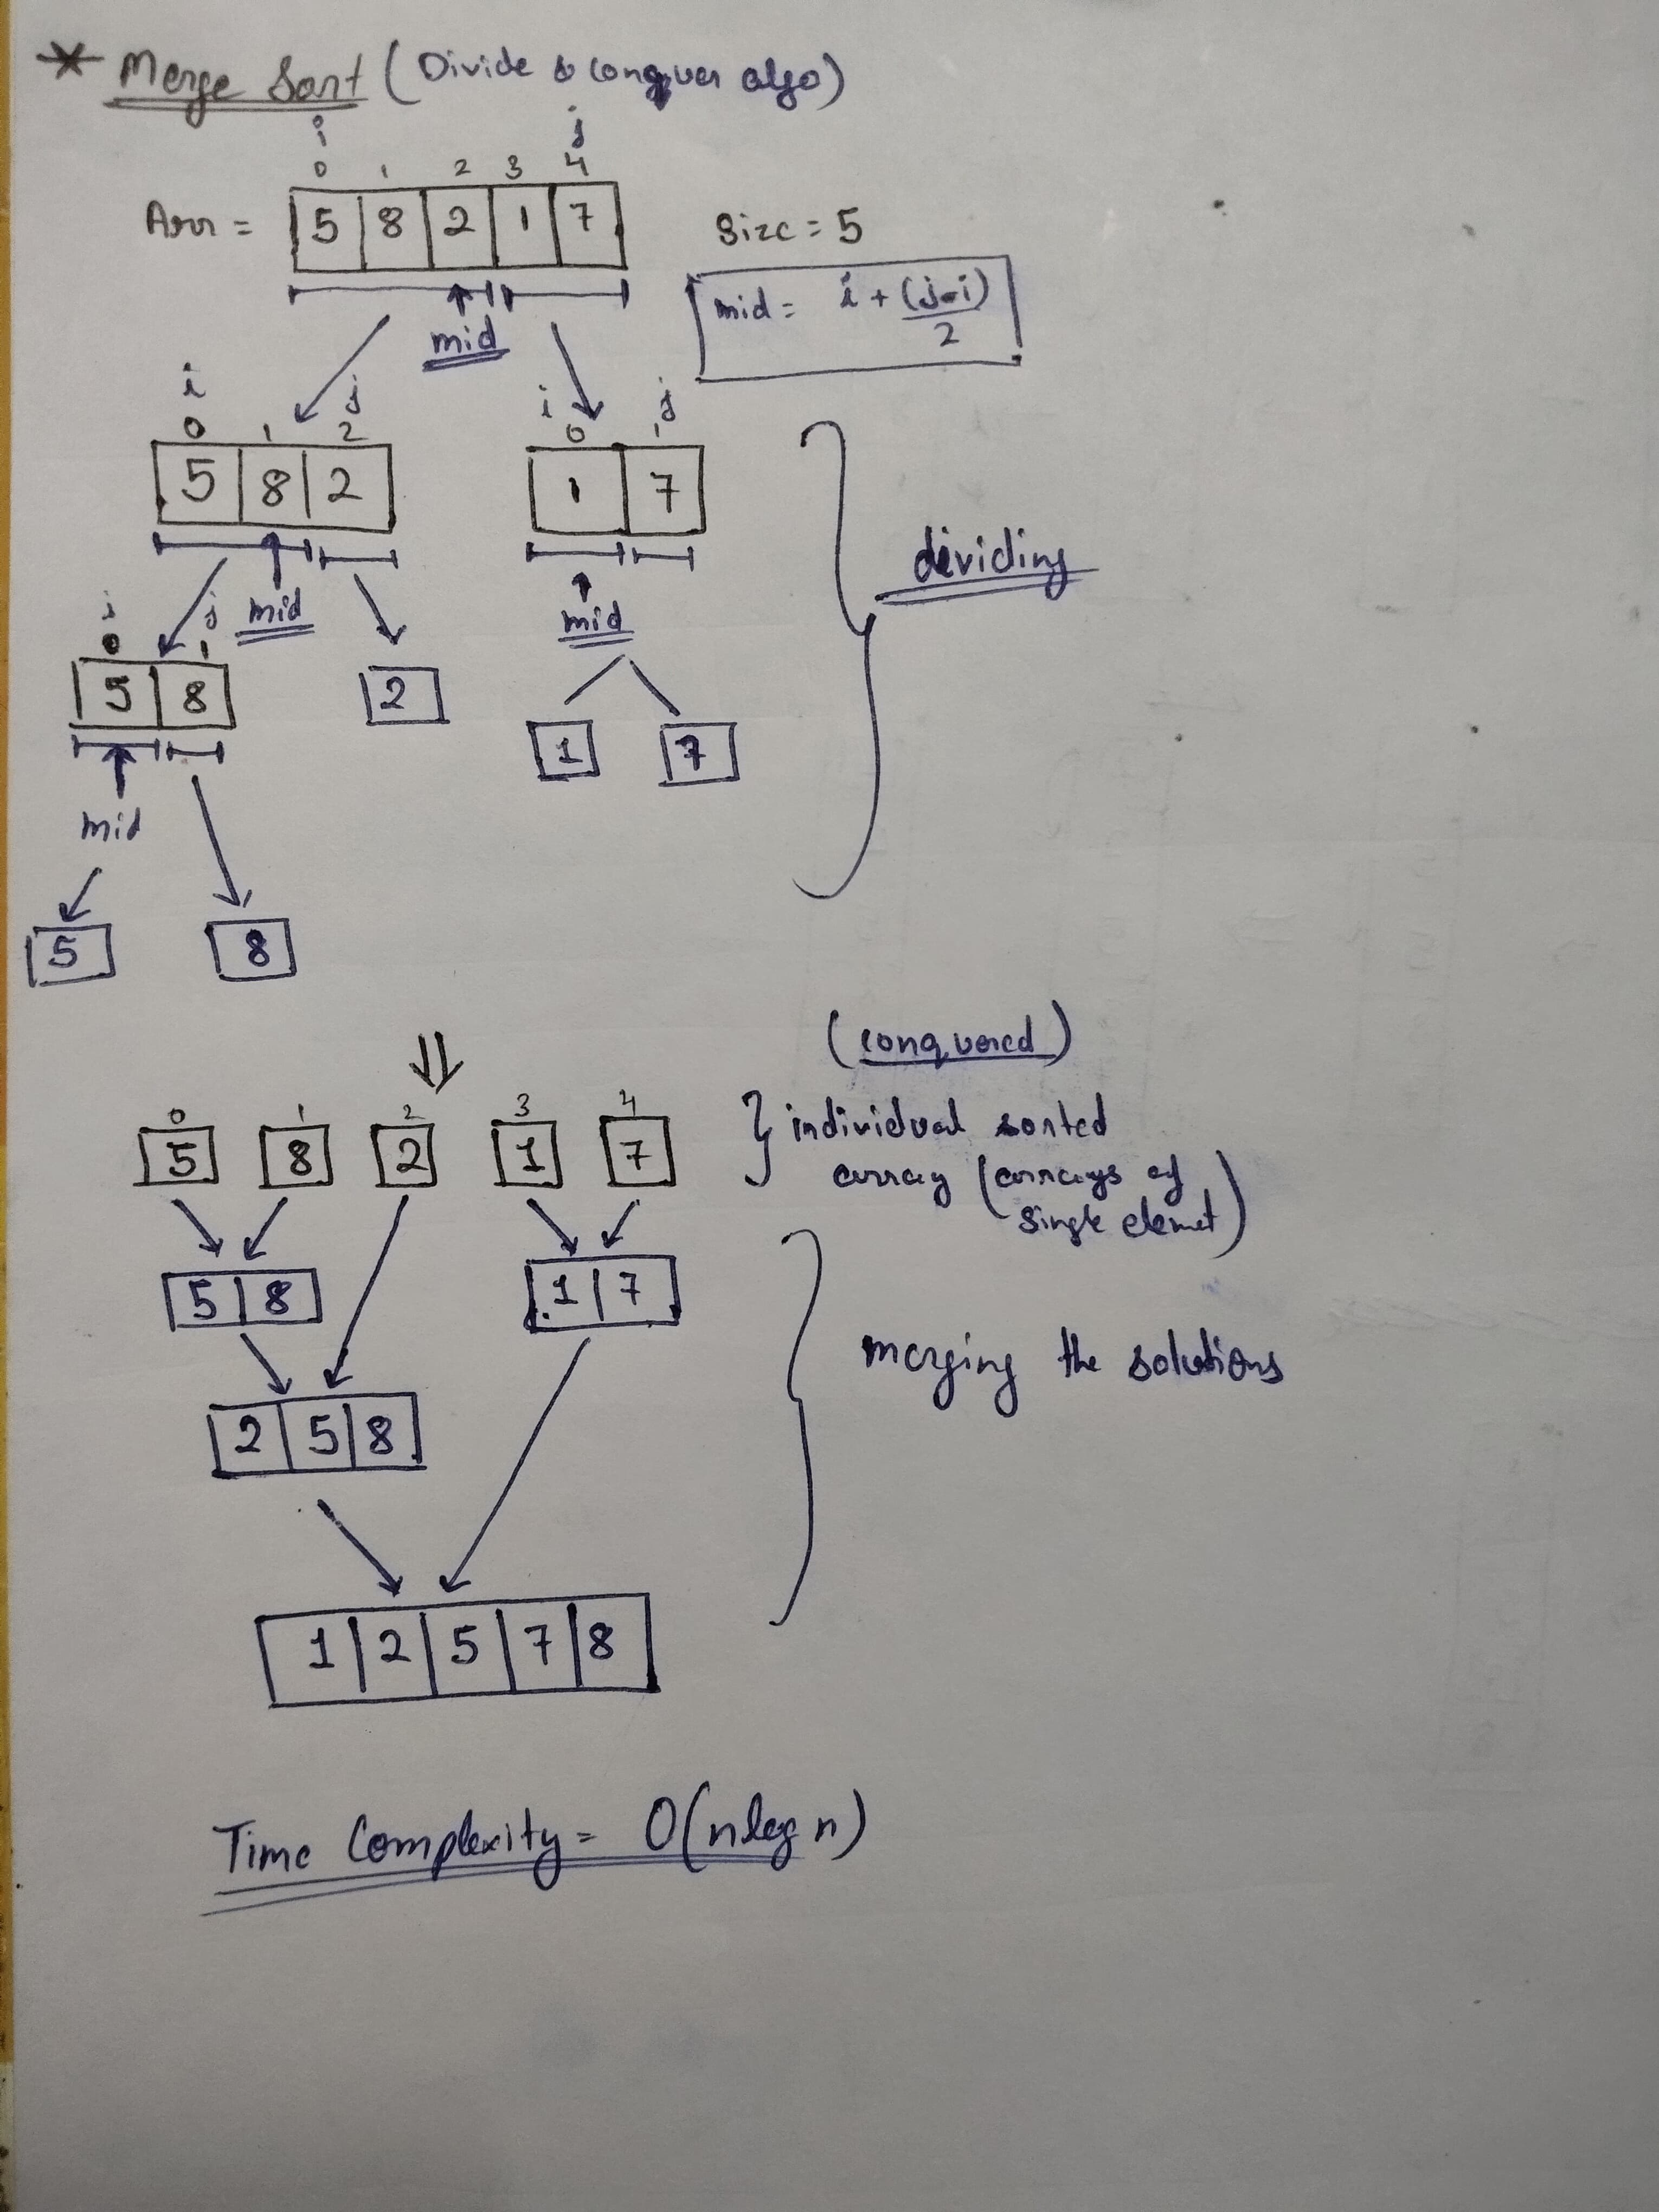 * Merge Sort (Divide & Conquer algo)
i j
0 1 2 3 4
Arr = 5 8 2 1 7 Size = 5
mid mid = i + (j-i)/2
i j i j
0 1 2 0 1
5 8 2 1 7
dividing
i j mid mid
0 1
5 8 2
1 7
mid
5 8
⇓ (Conquered)
0 1 2 3 4
5 8 2 1 7 } individual sorted
array (arrays of
single elemet)
5 8 1 7
merging the solutions
2 5 8
1 2 5 7 8
Time Complexity = O(nlog n)